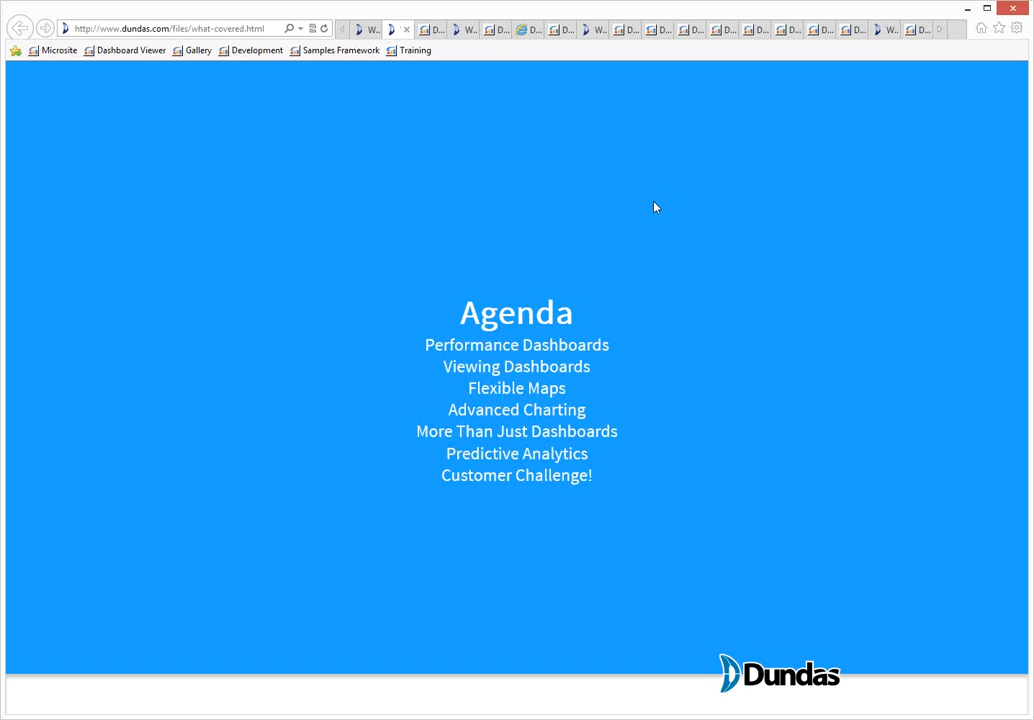 http://www.dundas.com/files/what-covered.html
W..
D...
W..
D...
D...
D...
W..
D...
D...
D...
D...
D...
D...
D...
D...
W..
D...
Microsite
Dashboard Viewer
Gallery
Development
Samples Framework
Training
Agenda
Performance Dashboards
Viewing Dashboards
Flexible Maps
Advanced Charting
More Than Just Dashboards
Predictive Analytics
Customer Challenge!
Dundas